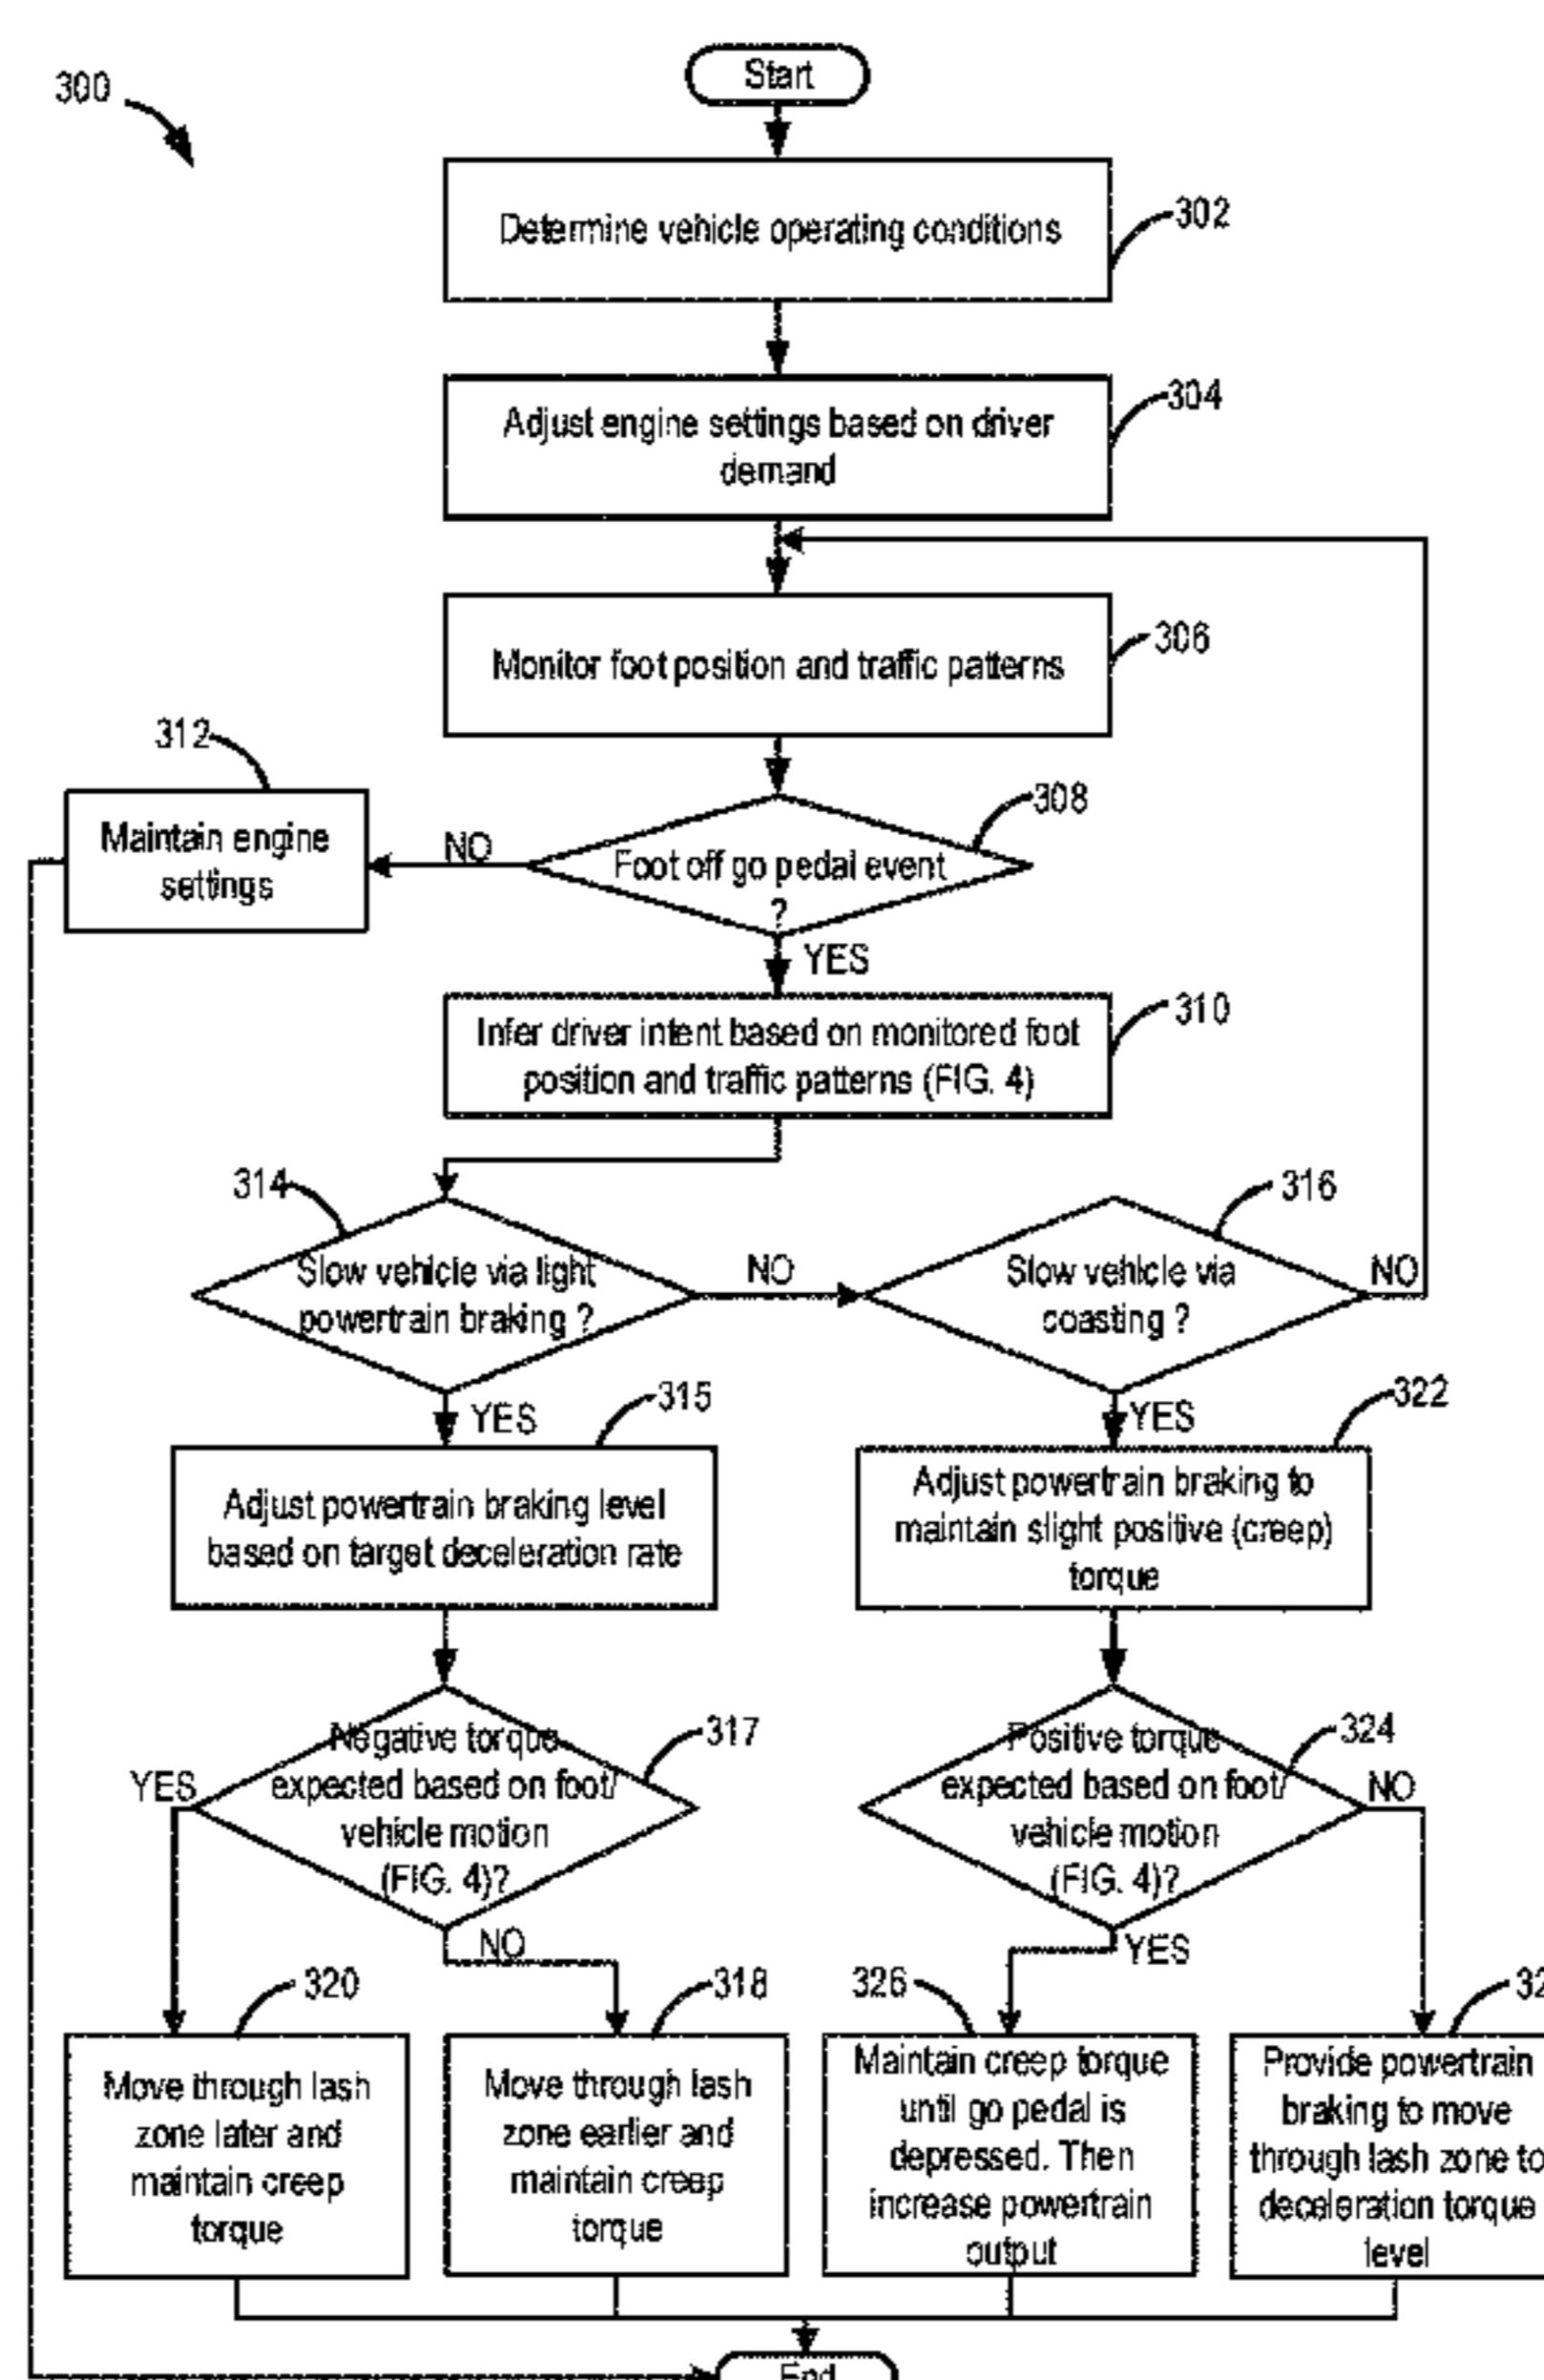 300
Start
Determine vehicle operating conditions
302
Adjust engine settings based on driver
demand
304
Monitor foot position and traffic patterns
306
312
Maintain engine
settings
NO
Foot off go pedal event
?
308
YES
Infer driver intent based on monitored foot
position and traffic patterns (FIG. 4)
310
314
Slow vehicle via light
powertrain braking ?
NO
316
Slow vehicle via
coasting ?
NO
YES
315
Adjust powertrain braking level
based on target deceleration rate
YES
322
Adjust powertrain braking to
maintain slight positive (creep)
torque
YES
Negative torque
expected based on foot/
vehicle motion
(FIG. 4)?
317
NO
Positive torque
expected based on foot/
vehicle motion
(FIG. 4)?
324
NO
YES
320
Move through lash
zone later and
maintain creep
torque
318
Move through lash
zone earlier and
maintain creep
torque
326
Maintain creep torque
until go pedal is
depressed. Then
increase powertrain
output
Provide powertrain
braking to move
through lash zone to
deceleration torque
level
End